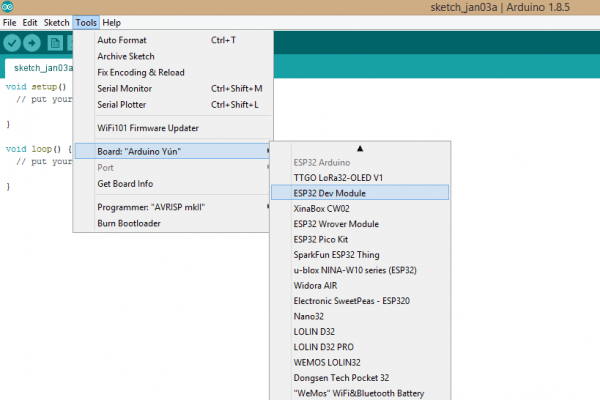 sketch_jan03a | Arduino 1.8.5
File Edit Sketch Tools Help
Auto Format Ctrl+T
Archive Sketch
Fix Encoding & Reload
Serial Monitor Ctrl+Shift+M
Serial Plotter Ctrl+Shift+L
WiFi101 Firmware Updater
Board: "Arduino Yún"
Port
Get Board Info
Programmer: "AVRISP mkII"
Burn Bootloader
sketch_jan03a
void setup()
// put your
}
void loop() {
// put your
}
ESP32 Arduino
TTGO LoRa32-OLED V1
ESP32 Dev Module
XinaBox CW02
ESP32 Wrover Module
ESP32 Pico Kit
SparkFun ESP32 Thing
u-blox NINA-W10 series (ESP32)
Widora AIR
Electronic SweetPeas - ESP320
Nano32
LOLIN D32
LOLIN D32 PRO
WEMOS LOLIN32
Dongsen Tech Pocket 32
"WeMos" WiFi&Bluetooth Battery